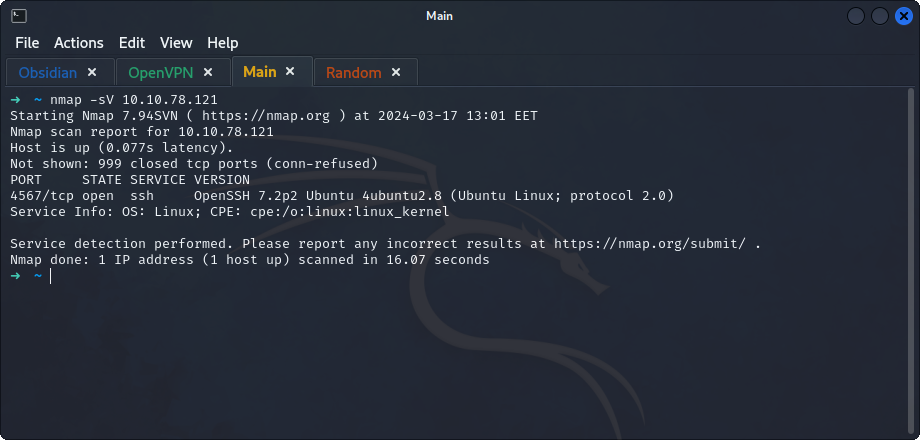 Main
File Actions Edit View Help
Obsidian × OpenVPN × Main × Random ×
➜ ~ nmap -sV 10.10.78.121
Starting Nmap 7.94SVN ( https://nmap.org ) at 2024-03-17 13:01 EET
Nmap scan report for 10.10.78.121
Host is up (0.077s latency).
Not shown: 999 closed tcp ports (conn-refused)
PORT     STATE SERVICE VERSION
4567/tcp open  ssh     OpenSSH 7.2p2 Ubuntu 4ubuntu2.8 (Ubuntu Linux; protocol 2.0)
Service Info: OS: Linux; CPE: cpe:/o:linux:linux_kernel
Service detection performed. Please report any incorrect results at https://nmap.org/submit/ .
Nmap done: 1 IP address (1 host up) scanned in 16.07 seconds
➜ ~